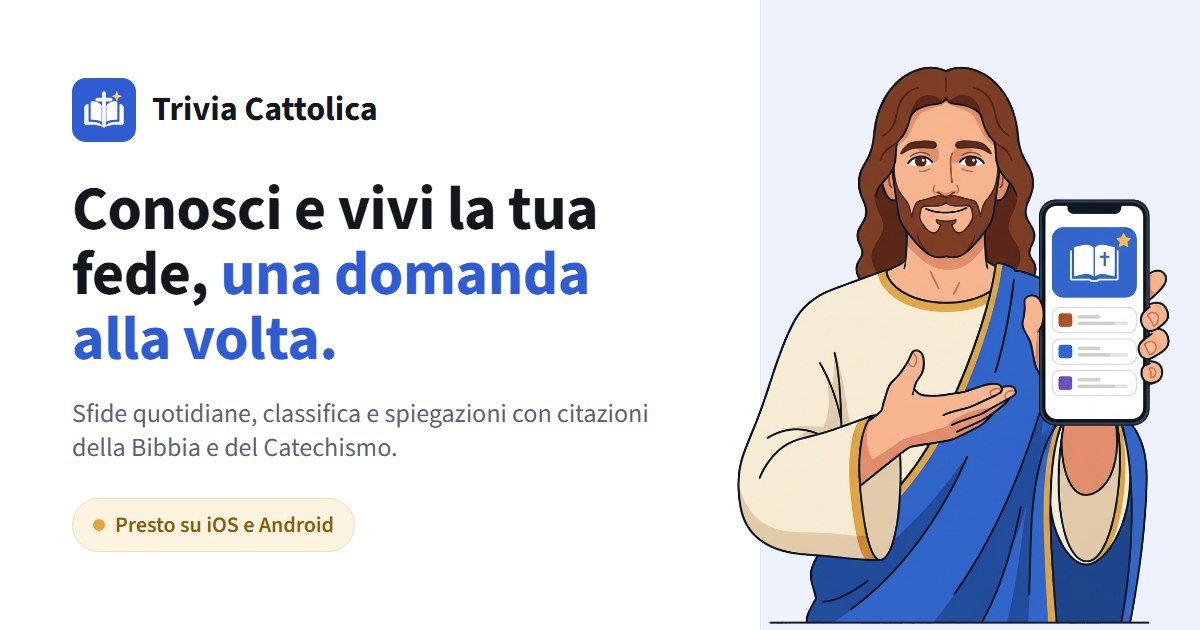 Trivia Cattolica
Conosci e vivi la tua
fede, una domanda
alla volta.
Sfide quotidiane, classifica e spiegazioni con citazioni
della Bibbia e del Catechismo.
Presto su iOS e Android